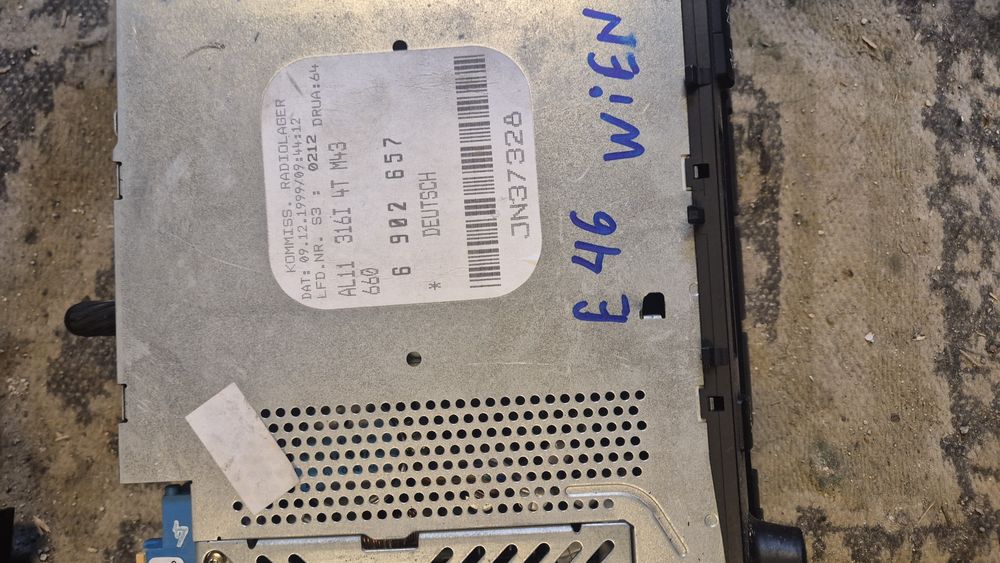 KOMMISS. RADIOLAGER
DAT: 09.12.1999/09:44:12
LFD.NR. S3 : 0212 DRUA:64
AL11 316I 4T M43
660
6 902 657
* DEUTSCH
JN37328
E 46 WiEN
4